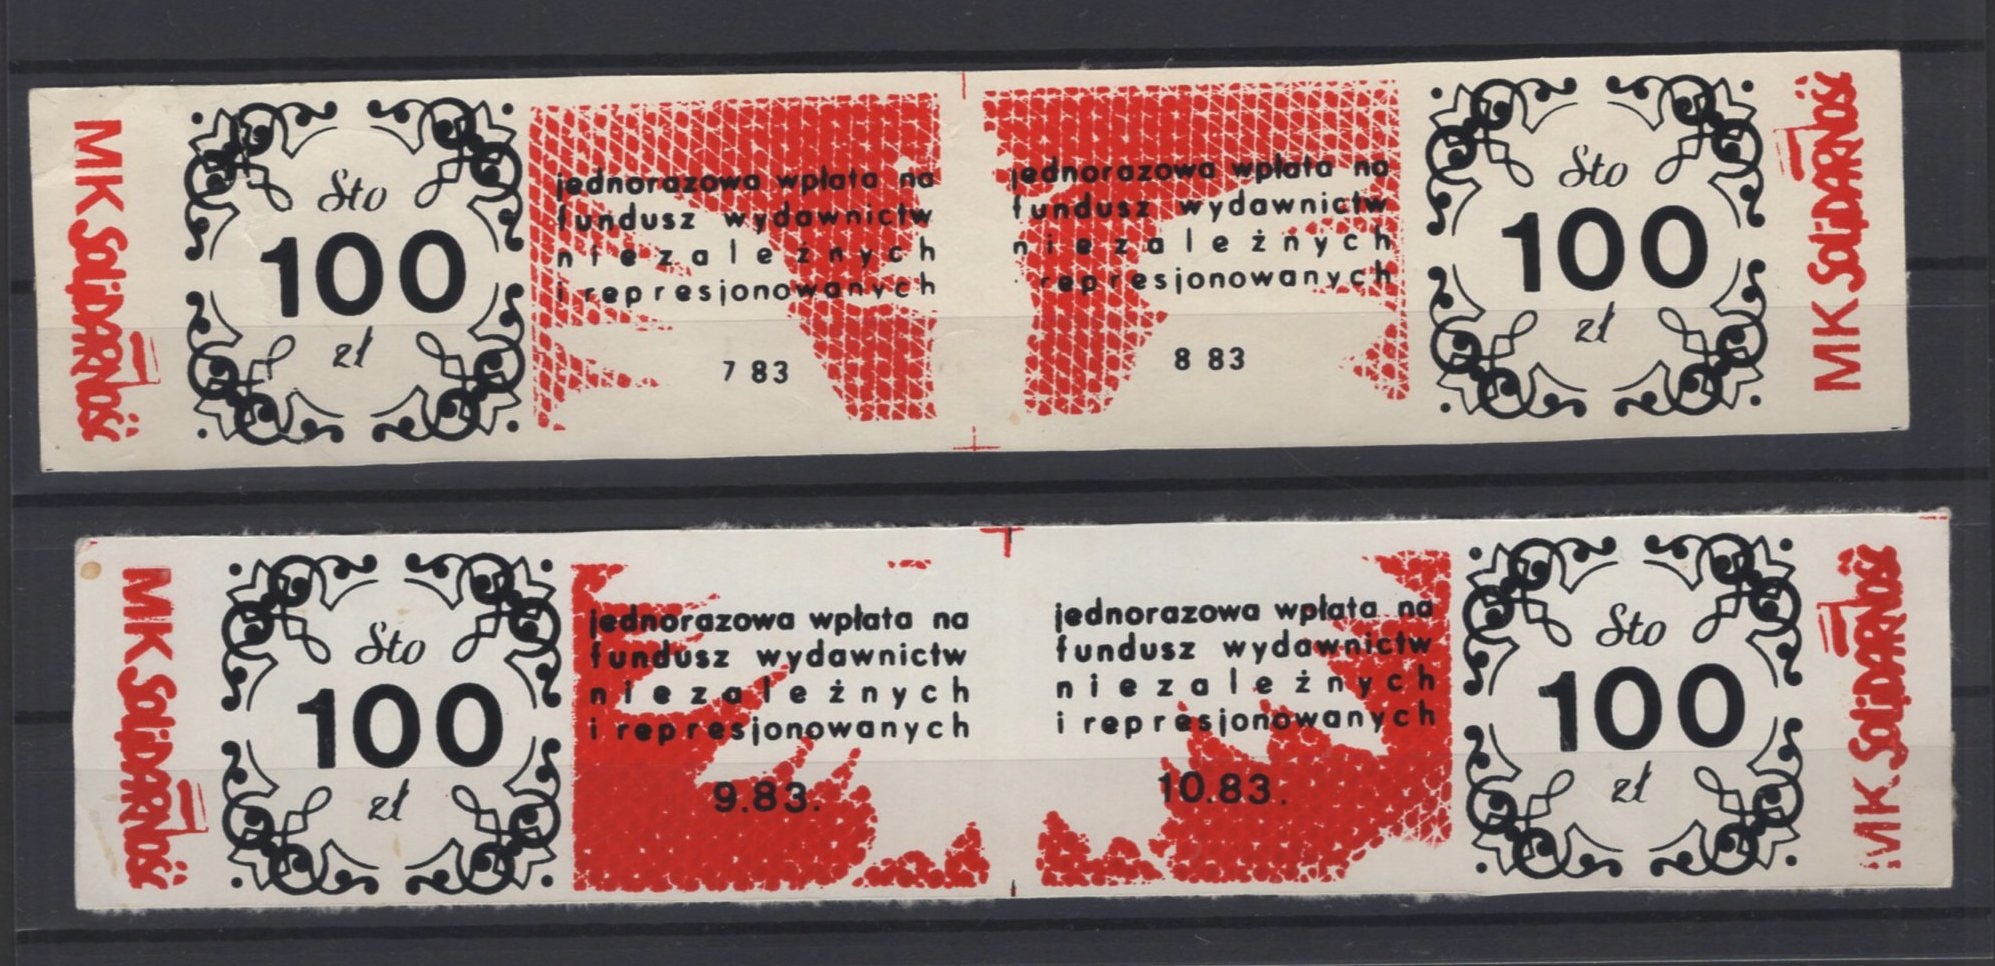 MK SOLIDARNOŚĆ
Sto
100
zł
jednorazowa wpłata na
fundusz wydawnictw
niezależnych
i represjonowanych
7 83
jednorazowa wpłata na
fundusz wydawnictw
niezależnych
represjonowanych
8 83
Sto
100
zł
MK SOLIDARNOŚĆ
MK SOLIDARNOŚĆ
Sto
100
zł
jednorazowa wpłata na
fundusz wydawnictw
niezależnych
i represjonowanych
9.83.
jednorazowa wpłata na
fundusz wydawnictw
niezależnych
i represjonowanych
10.83.
Sto
100
zł
MK SOLIDARNOŚĆ